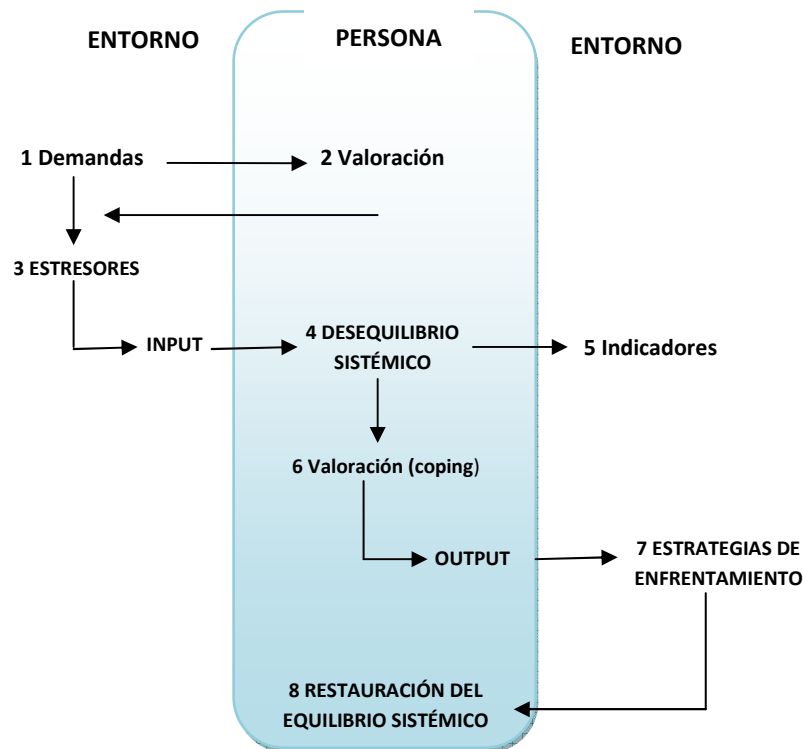 ENTORNO
PERSONA
ENTORNO
1 Demandas
2 Valoración
3 ESTRESORES
INPUT
4 DESEQUILIBRIO
SISTÉMICO
5 Indicadores
6 Valoración (coping)
OUTPUT
7 ESTRATEGIAS DE
ENFRENTAMIENTO
8 RESTAURACIÓN DEL
EQUILIBRIO SISTÉMICO